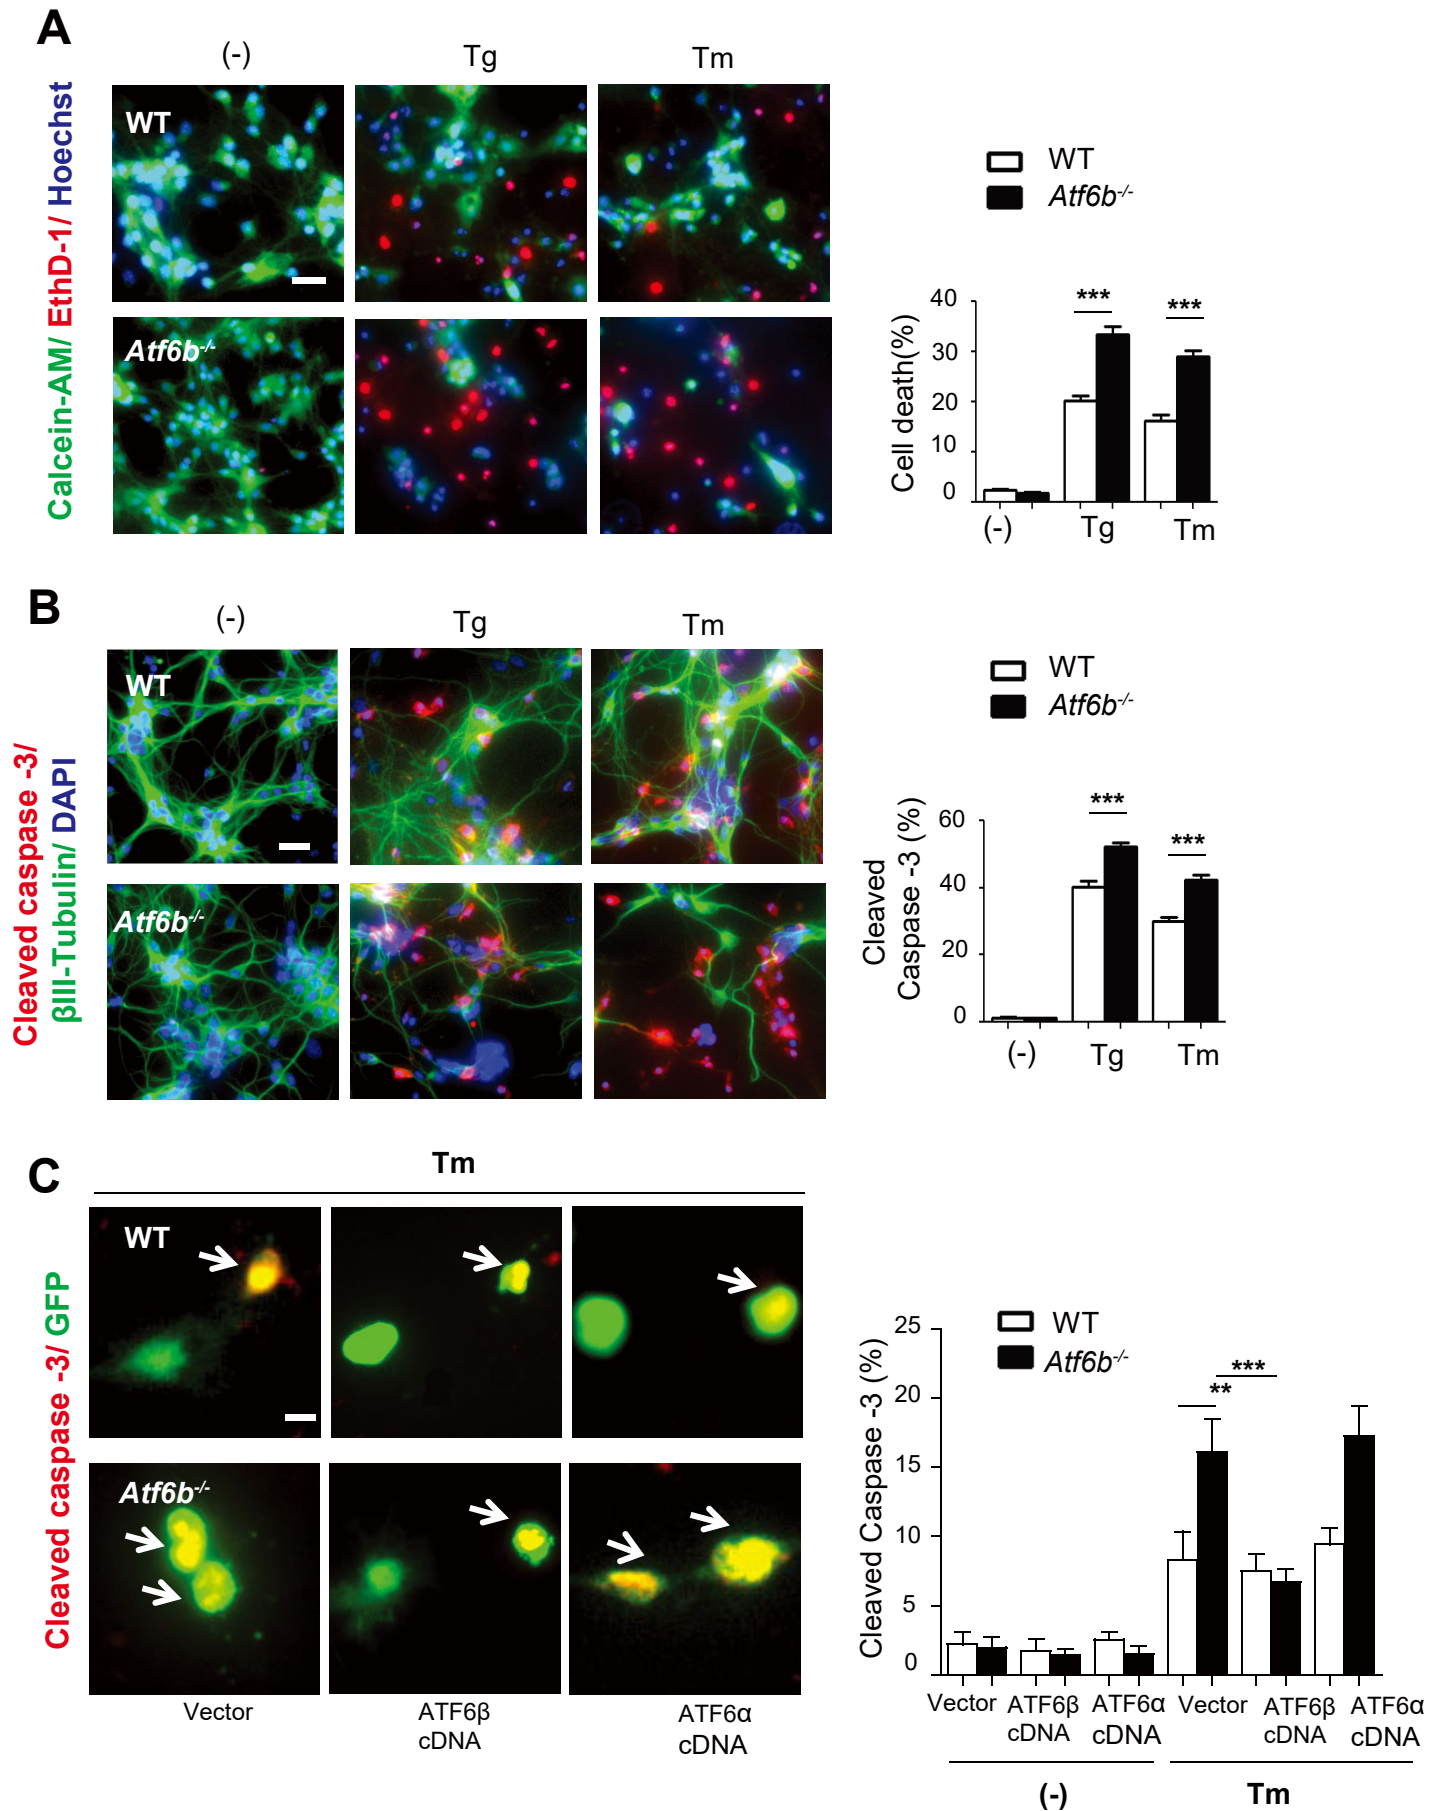 A
(-)
Tg
Tm
Calcein-AM/ EthD-1/ Hoechst
WT
Atf6b-/-
WT
Atf6b-/-
Cell death(%)
40
30
20
10
0
***
***
(-)
Tg
Tm
B
(-)
Tg
Tm
Cleaved caspase -3/
βIII-Tubulin/ DAPI
WT
Atf6b-/-
WT
Atf6b-/-
Cleaved
Caspase -3 (%)
60
40
20
0
***
***
(-)
Tg
Tm
C
Tm
Cleaved caspase -3/ GFP
WT
Atf6b-/-
Vector
ATF6β
cDNA
ATF6α
cDNA
WT
Atf6b-/-
Cleaved Caspase -3 (%)
25
20
15
10
5
0
***
**
Vector
ATF6β
cDNA
ATF6α
cDNA
Vector
ATF6β
cDNA
ATF6α
cDNA
(-)
Tm